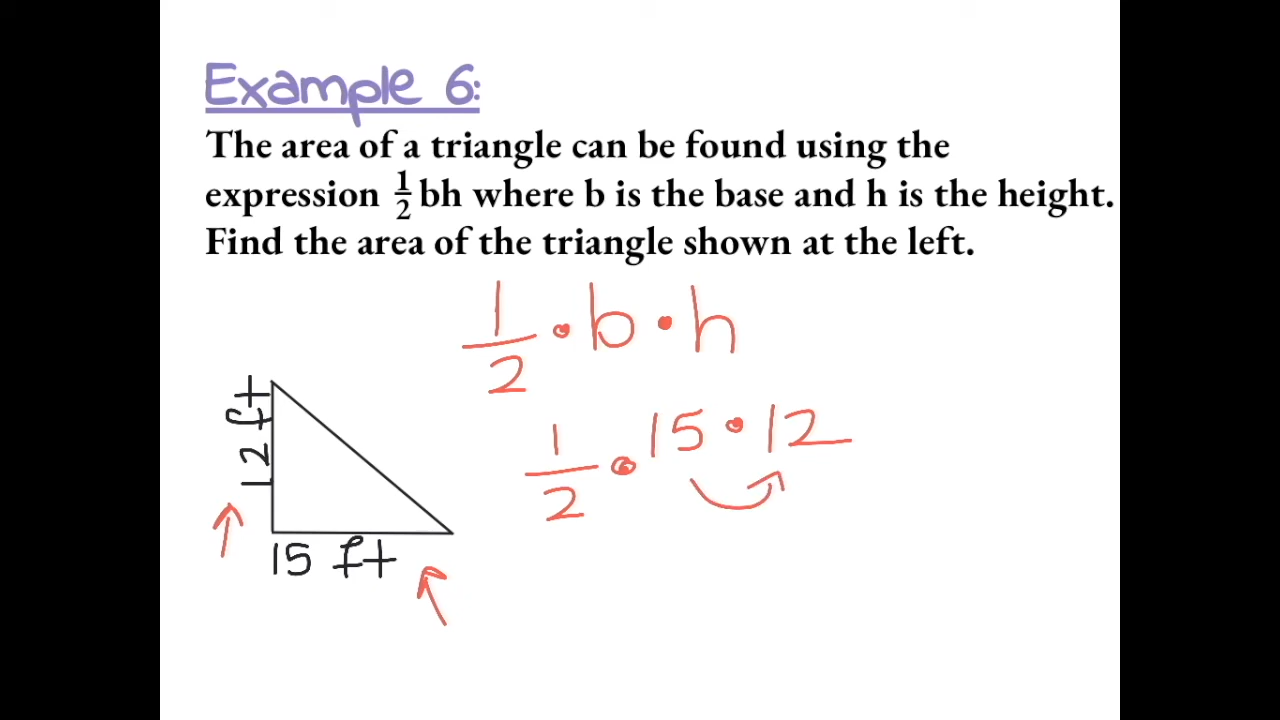 Example 6:
The area of a triangle can be found using the
expression 1/2 bh where b is the base and h is the height.
Find the area of the triangle shown at the left.
1/2 • b • h
1/2 • 15 • 12
12 ft
15 ft